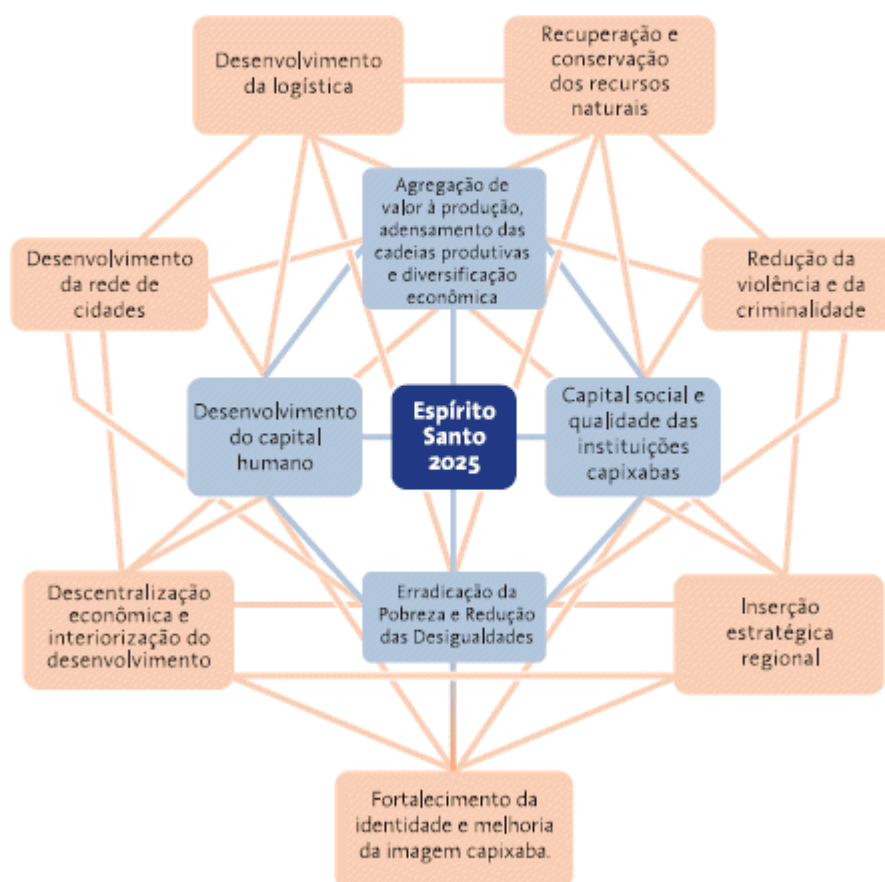 Desenvolvimento
da logística
Recuperação e
conservação
dos recursos
naturais
Agregação de
valor à produção,
adensamento das
cadeias produtivas
e diversificação
econômica
Desenvolvimento
da rede de
cidades
Redução da
violência e da
criminalidade
Desenvolvimento
do capital
humano
Espírito
Santo
2025
Capital social e
qualidade das
instituições
capixabas
Descentralização
econômica e
interiorização do
desenvolvimento
Erradicação da
Pobreza e Redução
das Desigualdades
Inserção
estratégica
regional
Fortalecimento da
identidade e melhoria
da imagem capixaba.